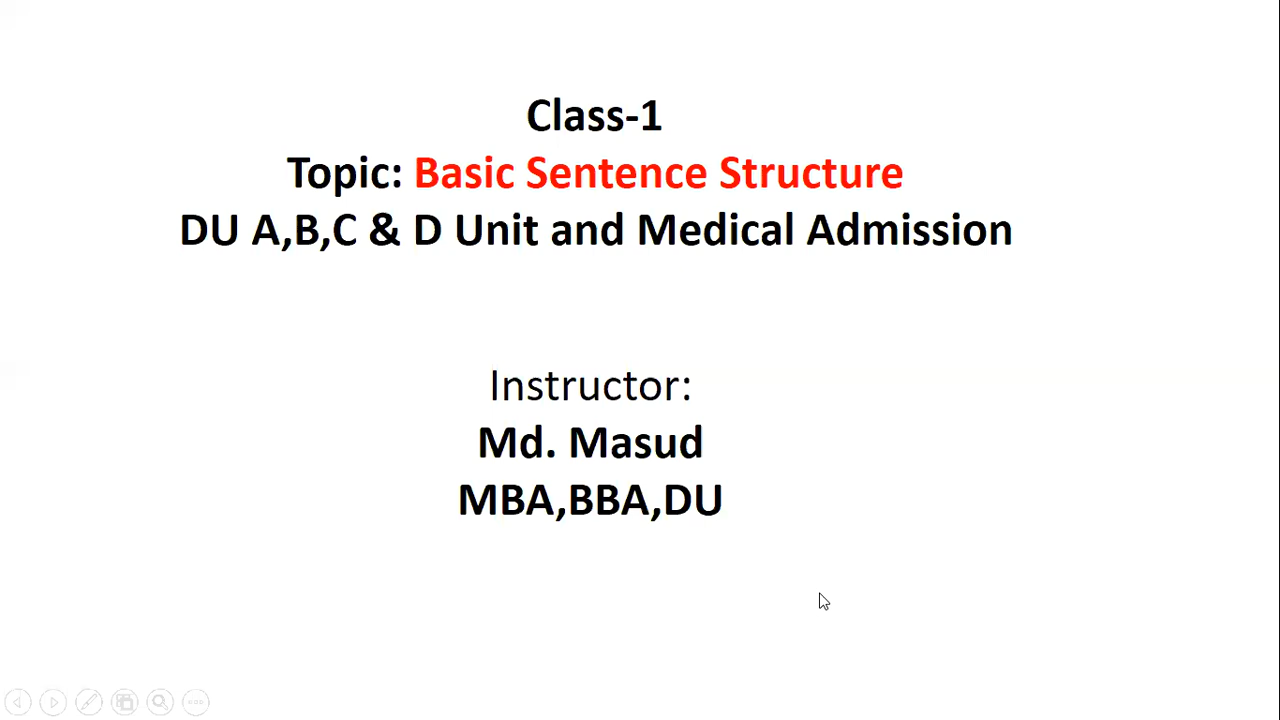 Class-1
Topic: Basic Sentence Structure
DU A,B,C & D Unit and Medical Admission
Instructor:
Md. Masud
MBA,BBA,DU